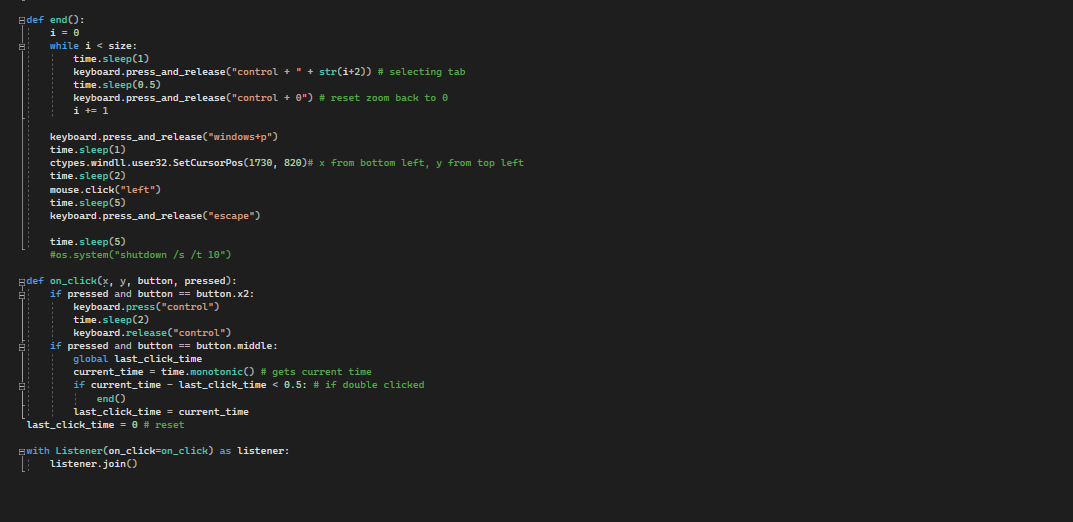 def end():
    i = 0
    while i < size:
        time.sleep(1)
        keyboard.press_and_release("control + " + str(i+2)) # selecting tab
        time.sleep(0.5)
        keyboard.press_and_release("control + 0") # reset zoom back to 0
        i += 1

    keyboard.press_and_release("windows+p")
    time.sleep(1)
    ctypes.windll.user32.SetCursorPos(1730, 820)# x from bottom left, y from top left
    time.sleep(2)
    mouse.click("left")
    time.sleep(5)
    keyboard.press_and_release("escape")

    time.sleep(5)
    #os.system("shutdown /s /t 10")

def on_click(x, y, button, pressed):
    if pressed and button == button.x2:
        keyboard.press("control")
        time.sleep(2)
        keyboard.release("control")
    if pressed and button == button.middle:
        global last_click_time
        current_time = time.monotonic() # gets current time
        if current_time - last_click_time < 0.5: # if double clicked
            end()
        last_click_time = current_time
last_click_time = 0 # reset

with Listener(on_click=on_click) as listener:
    listener.join()